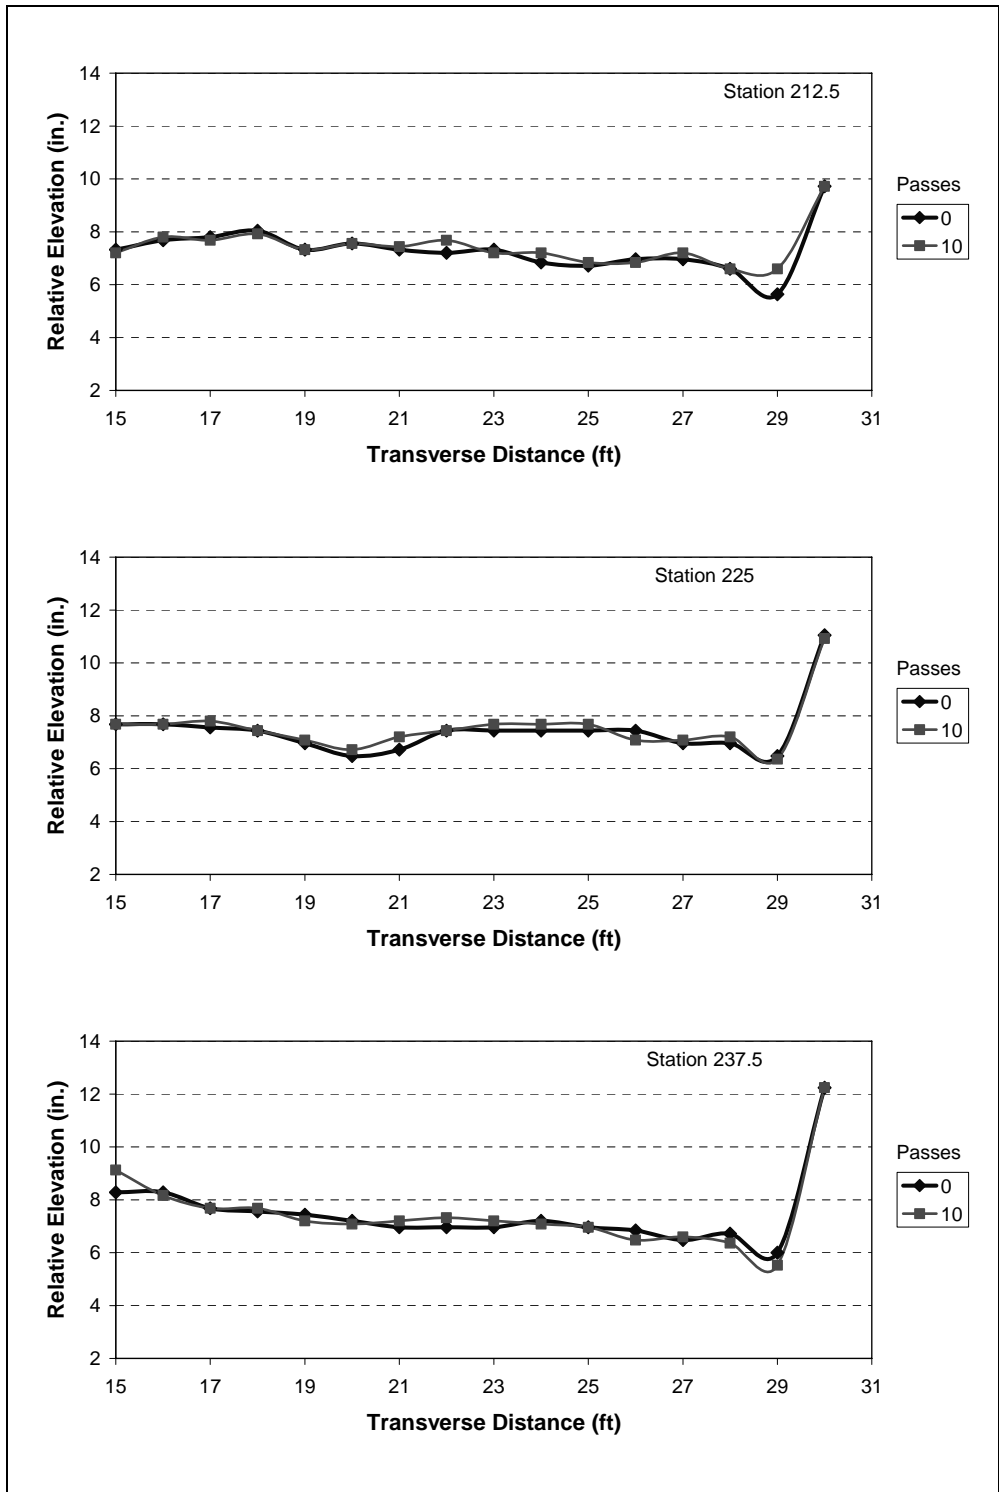 Station 212.5
Relative Elevation (in.)
14
12
10
8
6
4
2
15 17 19 21 23 25 27 29 31
Transverse Distance (ft)
Passes
0
10
Station 225
Relative Elevation (in.)
14
12
10
8
6
4
2
15 17 19 21 23 25 27 29 31
Transverse Distance (ft)
Passes
0
10
Station 237.5
Relative Elevation (in.)
14
12
10
8
6
4
2
15 17 19 21 23 25 27 29 31
Transverse Distance (ft)
Passes
0
10